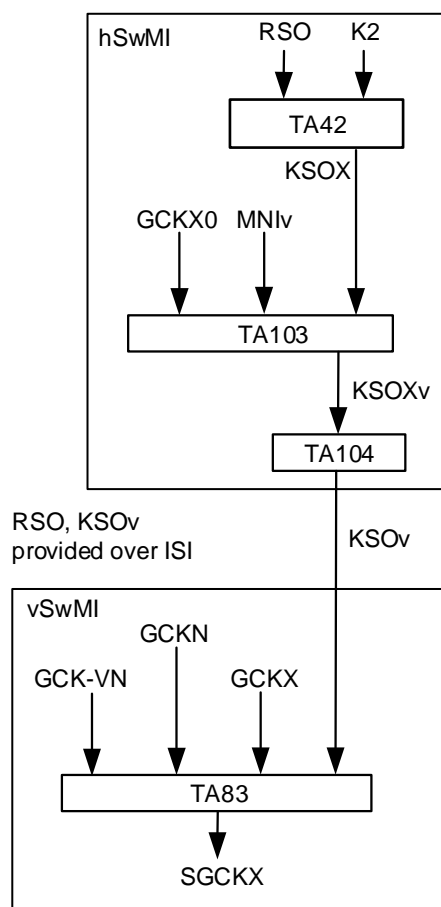 hSwMI
RSO
K2
TA42
KSOX
GCKX0
MNIv
TA103
KSOXv
TA104
RSO, KSOv
provided over ISI
KSOv
vSwMI
GCKN
GCK-VN
GCKX
TA83
SGCKX